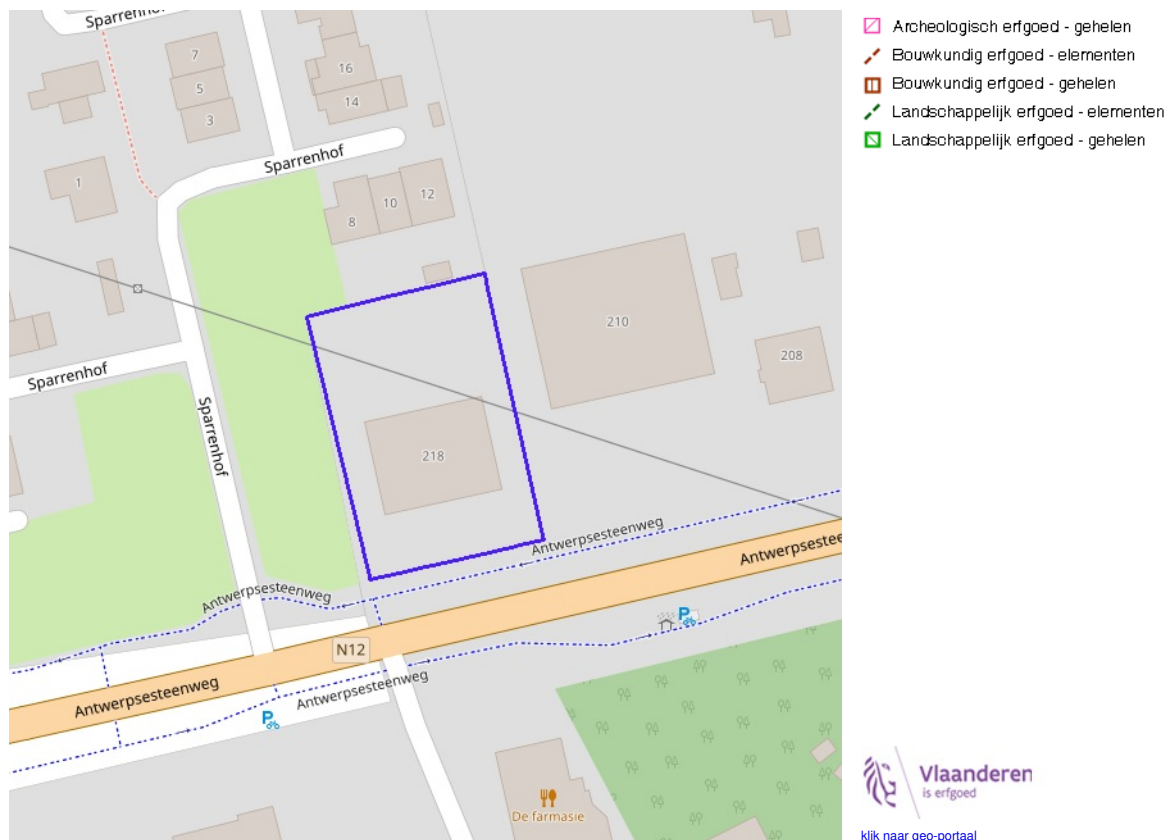 Sparrenhof
7
5
3
16
14
1
Sparrenhof
8
10
12
210
208
Sparrenhof
Sparrenhof
218
Antwerpsesteenweg
Antwerpsestee
Antwerpsesteenweg
N12
Antwerpsesteenweg
Antwerpsesteenweg
P
P
De farmasie
Archeologisch erfgoed - gehelen
Bouwkundig erfgoed - elementen
Bouwkundig erfgoed - gehelen
Landschappelijk erfgoed - elementen
Landschappelijk erfgoed - gehelen
Vlaanderen
is erfgoed
klik naar geo-portaal